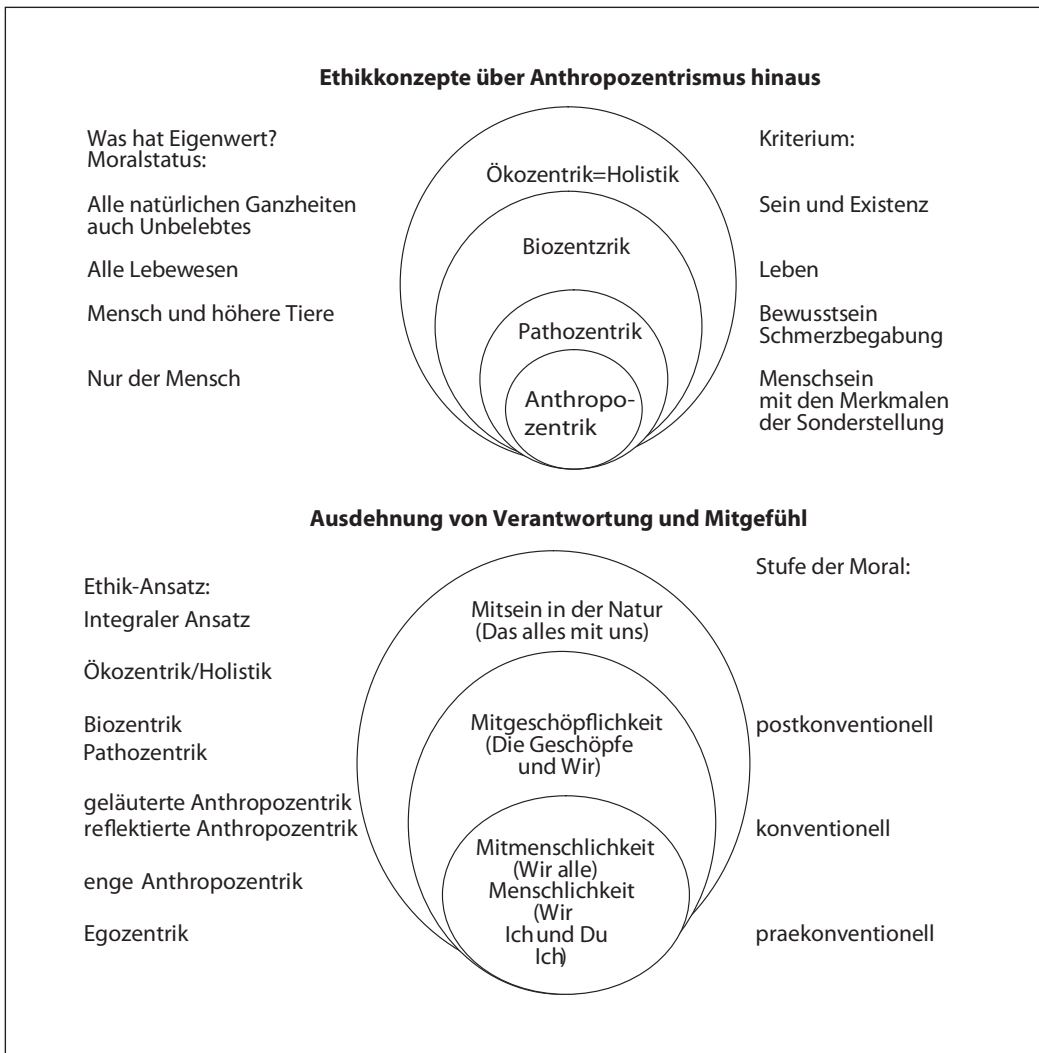 Ethikkonzepte über Anthropozentrismus hinaus
Was hat Eigenwert?
Moralstatus:
Kriterium:
Ökozentrik=Holistik
Alle natürlichen Ganzheiten
auch Unbelebtes
Sein und Existenz
Biozentzrik
Alle Lebewesen
Leben
Mensch und höhere Tiere
Pathozentrik
Bewusstsein
Schmerzbegabung
Nur der Mensch
Anthropo-
zentrik
Menschsein
mit den Merkmalen
der Sonderstellung
Ausdehnung von Verantwortung und Mitgefühl
Ethik-Ansatz:
Stufe der Moral:
Integraler Ansatz
Mitsein in der Natur
(Das alles mit uns)
Ökozentrik/Holistik
Biozentrik
Pathozentrik
Mitgeschöpflichkeit
(Die Geschöpfe
und Wir)
postkonventionell
geläuterte Anthropozentrik
reflektierte Anthropozentrik
konventionell
Mitmenschlichkeit
(Wir alle)
Menschlichkeit
(Wir
Ich und Du
Ich)
enge Anthropozentrik
Egozentrik
praekonventionell